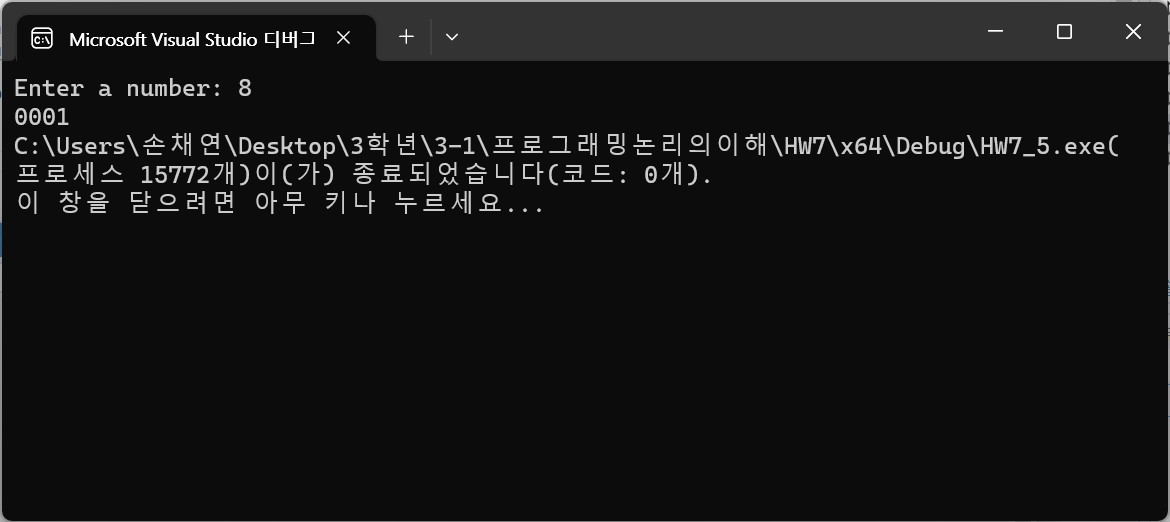 Microsoft Visual Studio 디버그
Enter a number: 8
0001
C:\Users\손채연\Desktop\3학년\3-1\프로그래밍논리의이해\HW7\x64\Debug\HW7_5.exe(
프로세스 15772개)이(가) 종료되었습니다(코드: 0개).
이 창을 닫으려면 아무 키나 누르세요...